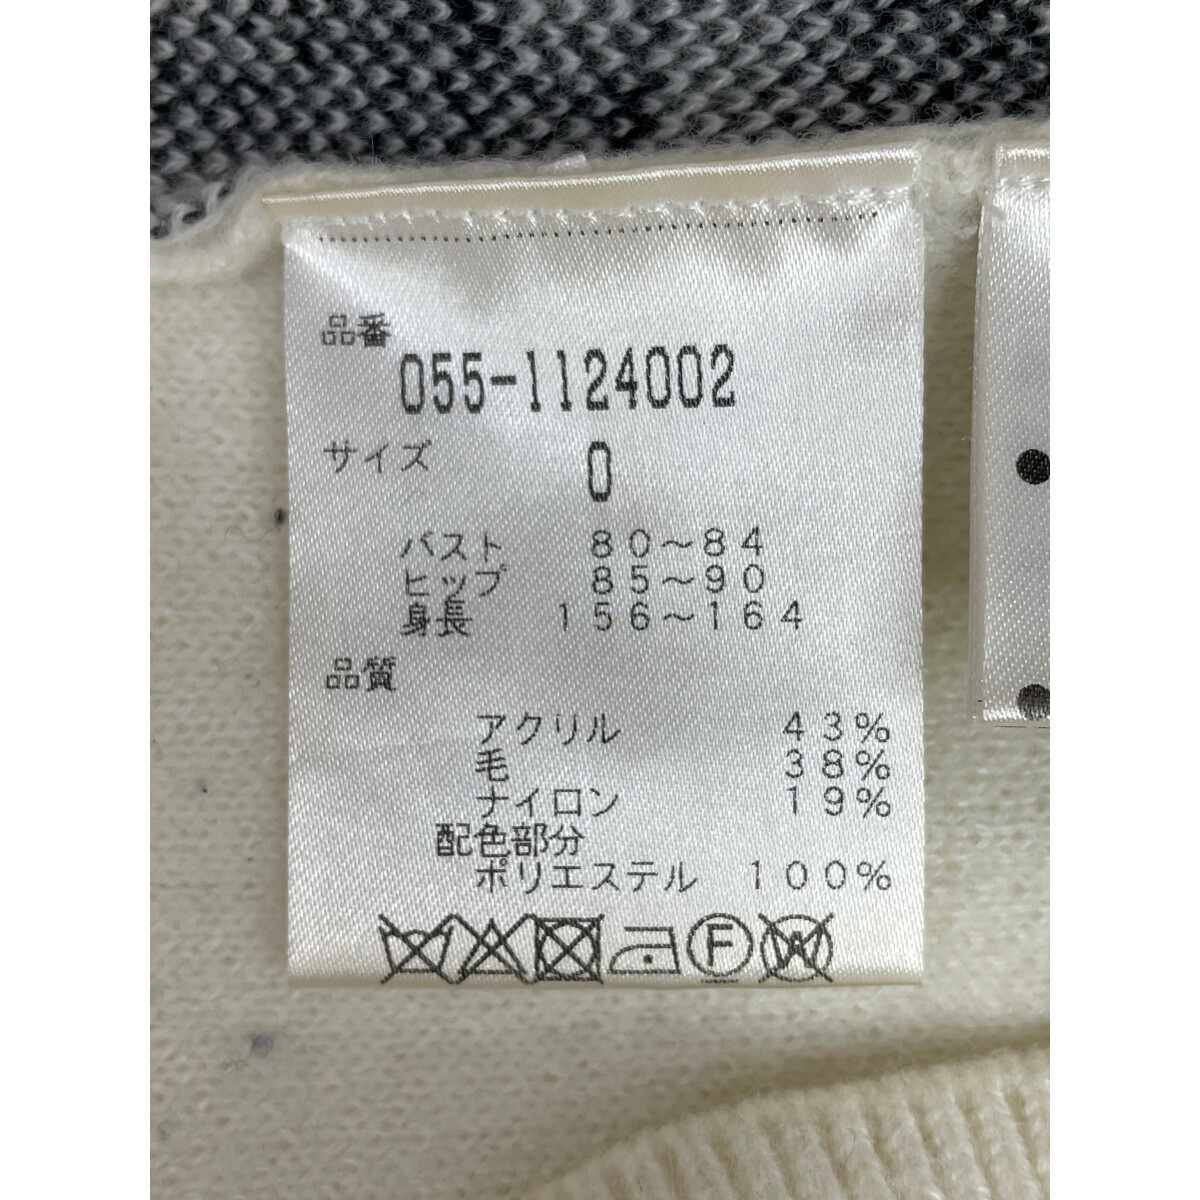 品番
055-1124002
サイズ 0
バスト 80～84
ヒップ 85～90
身長 156～164
品質
アクリル 43%
毛 38%
ナイロン 19%
配色部分
ポリエステル 100%
F W